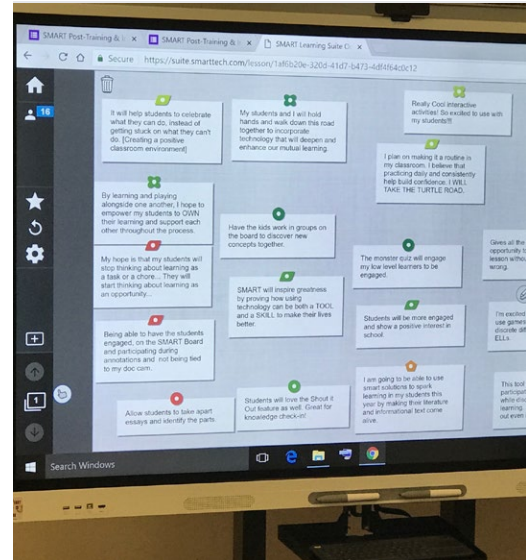 SMART Post-Training &
SMART Post-Training &
SMART Learning Suite O
Secure https://suite.smarttech.com/lesson/
16
It will help students to celebrate
what they can do, instead of
getting stuck on what they can't
do. [Creating a positive
classroom environment]
My students and I will hold
hands and walk down this road
together to incorporate
technology that will deepen and
enhance our mutual learning.
Really Cool interactive
activities! So excited to use with
my students!!!
I plan on making it a routine in
my classroom. I believe that
practicing daily and consistently
help build confidence. I WILL
TAKE THE TURTLE ROAD.
By learning and playing
alongside one another, I hope to
empower my students to OWN
their learning and support each
other throughout the process.
Have the kids work in groups on
the board to discover new
concepts together.
The monster quiz will engage
my low level learners to be
engaged.
Gives all the
opportunity to
lesson withou
wrong.
My hope is that my students will
stop thinking about learning as
a task or a chore... They will
start thinking about learning as
an opportunity...
SMART will inspire greatness
by proving how using
technology can be both a TOOL
and a SKILL to make their lives
better.
Students will be more engaged
and show a positive interest in
school.
I'm excited
use games
discrete dif
ELLs
Being able to have the students
engaged, on the SMART Board
and participating during
annotations and not being tied
to my doc cam.
I am going to be able to use
smart solutions to spark
learning in my students this
year by making their literature
and informational text come
alive.
This tool
participat
while disc
learning.
out even
Allow students to take apart
essays and identify the parts.
Students will love the Shout it
Out feature as well. Great for
knowledge check-in!
1
Search Windows